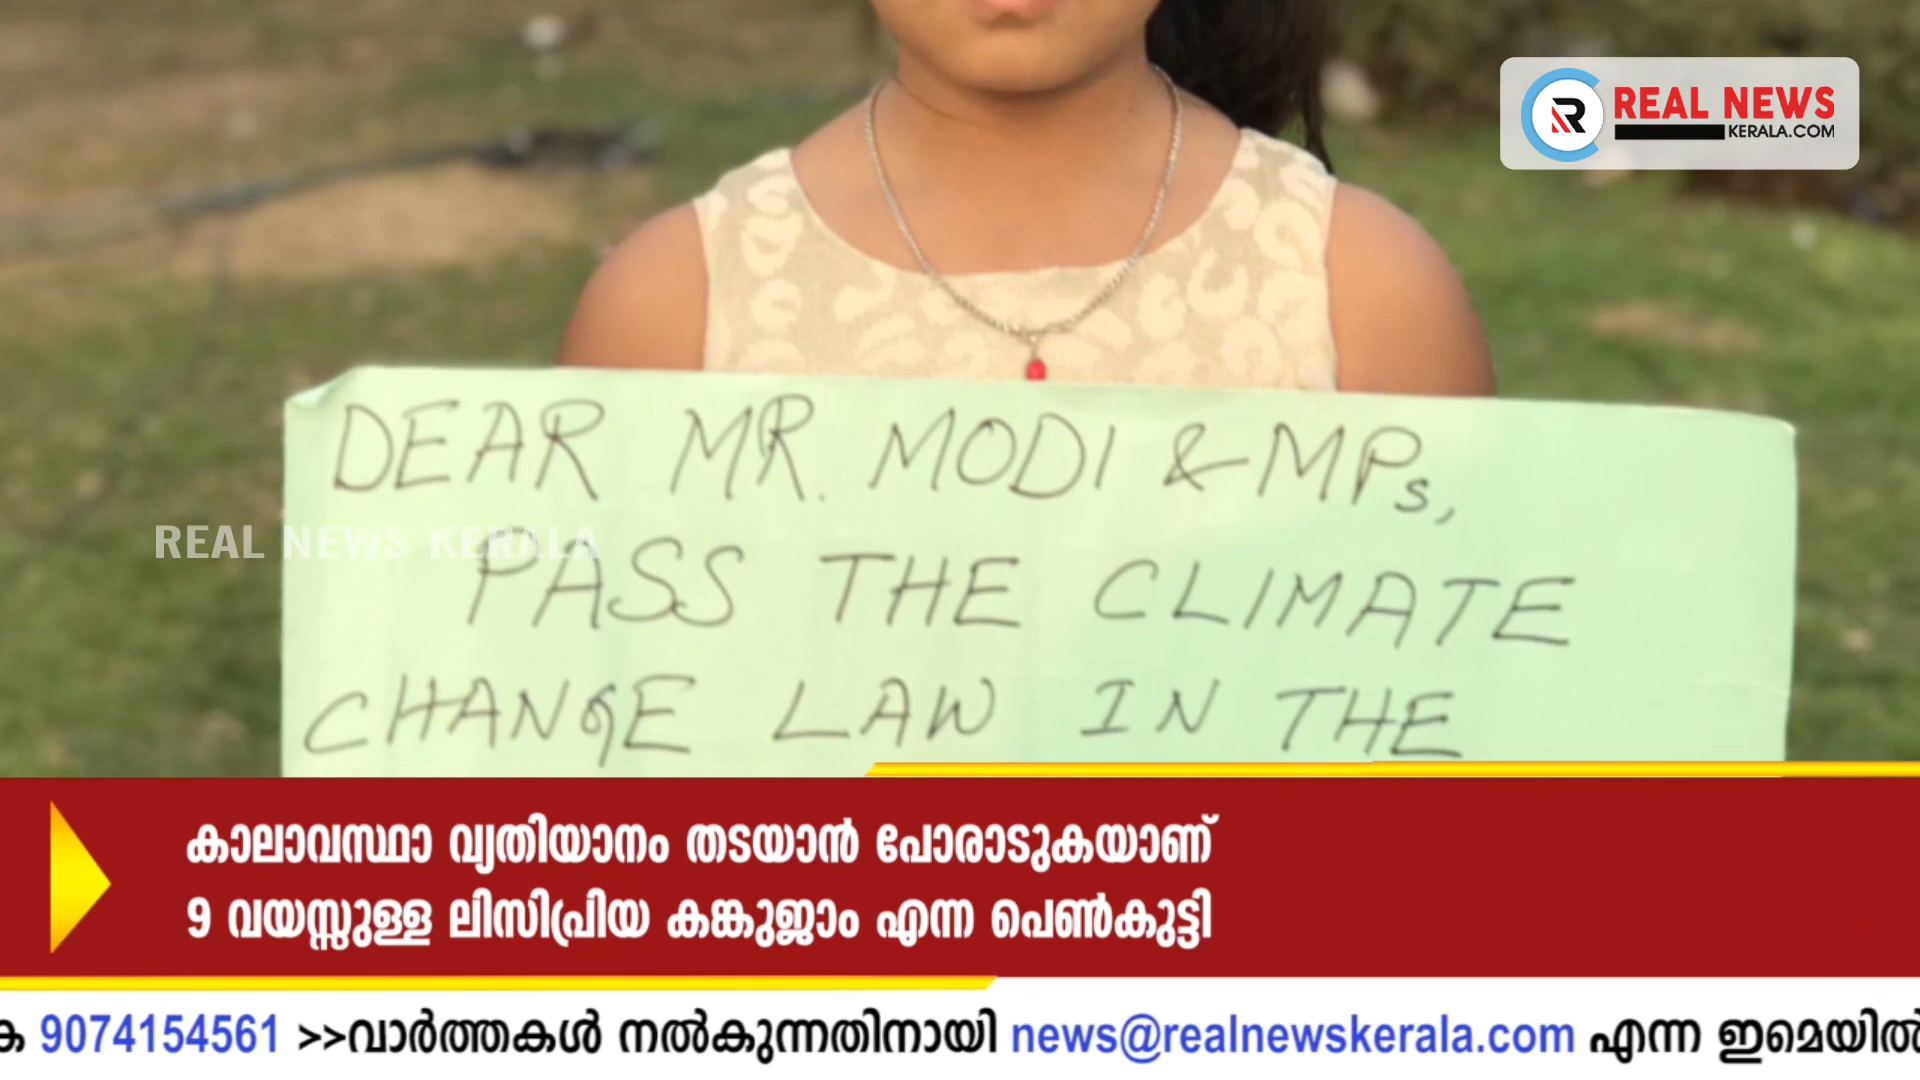 REAL NEWS
KERALA.COM
DEAR MR. MODI & MPs,
REAL NEWS KERALA
PASS THE CLIMATE
CHANGE LAW IN THE
കാലാവസ്ഥാ വ്യതിയാനം തടയാൻ പോരാടുകയാണ്
9 വയസ്സുള്ള ലിസിപ്രിയ കങ്കുജാം എന്ന പെൺകുട്ടി
9074154561 >>വാർത്തകൾ നൽകുന്നതിനായി news@realnewskerala.com എന്ന ഇമെയിൽ